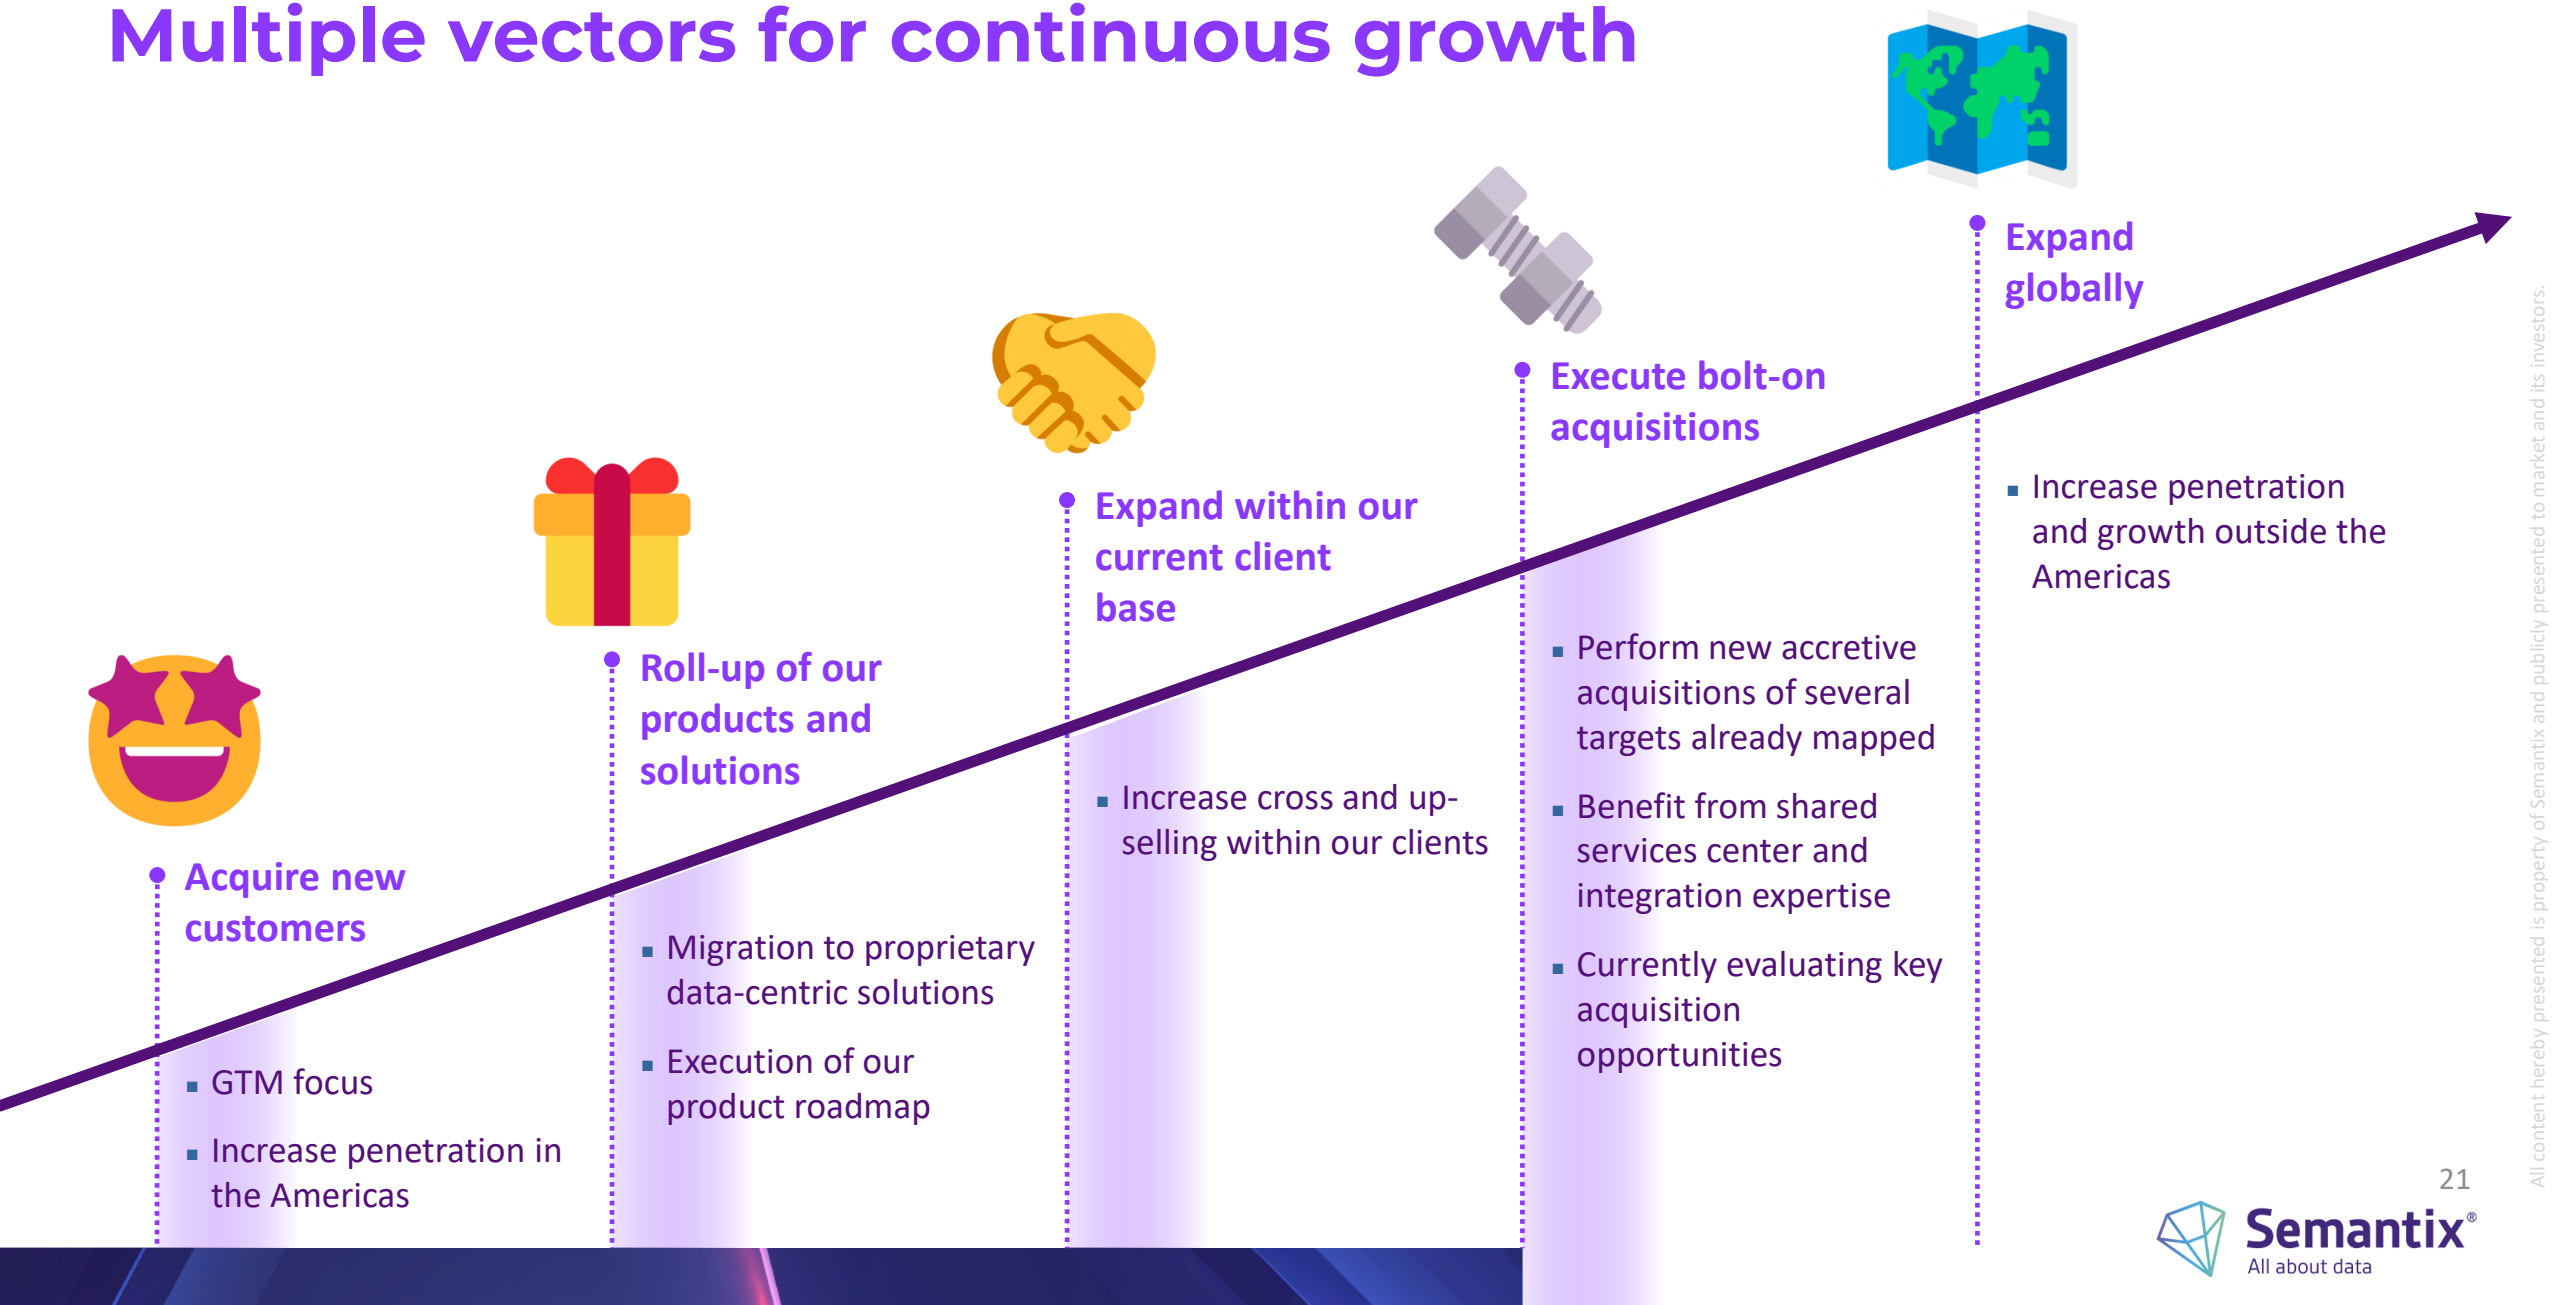 Multiple vectors for continuous growth
Acquire new
customers
▪ GTM focus
▪ Increase penetration in
the Americas
Roll-up of our
products and
solutions
▪ Migration to proprietary
data-centric solutions
▪ Execution of our
product roadmap
Expand within our
current client
base
▪ Increase cross and up-
selling within our clients
Execute bolt-on
acquisitions
▪ Perform new accretive
acquisitions of several
targets already mapped
▪ Benefit from shared
services center and
integration expertise
▪ Currently evaluating key
acquisition
opportunities
Expand
globally
▪ Increase penetration
and growth outside the
Americas
All content hereby presented is property of Semantix and publicly presented to market and its investors.
21
Semantix®
All about data